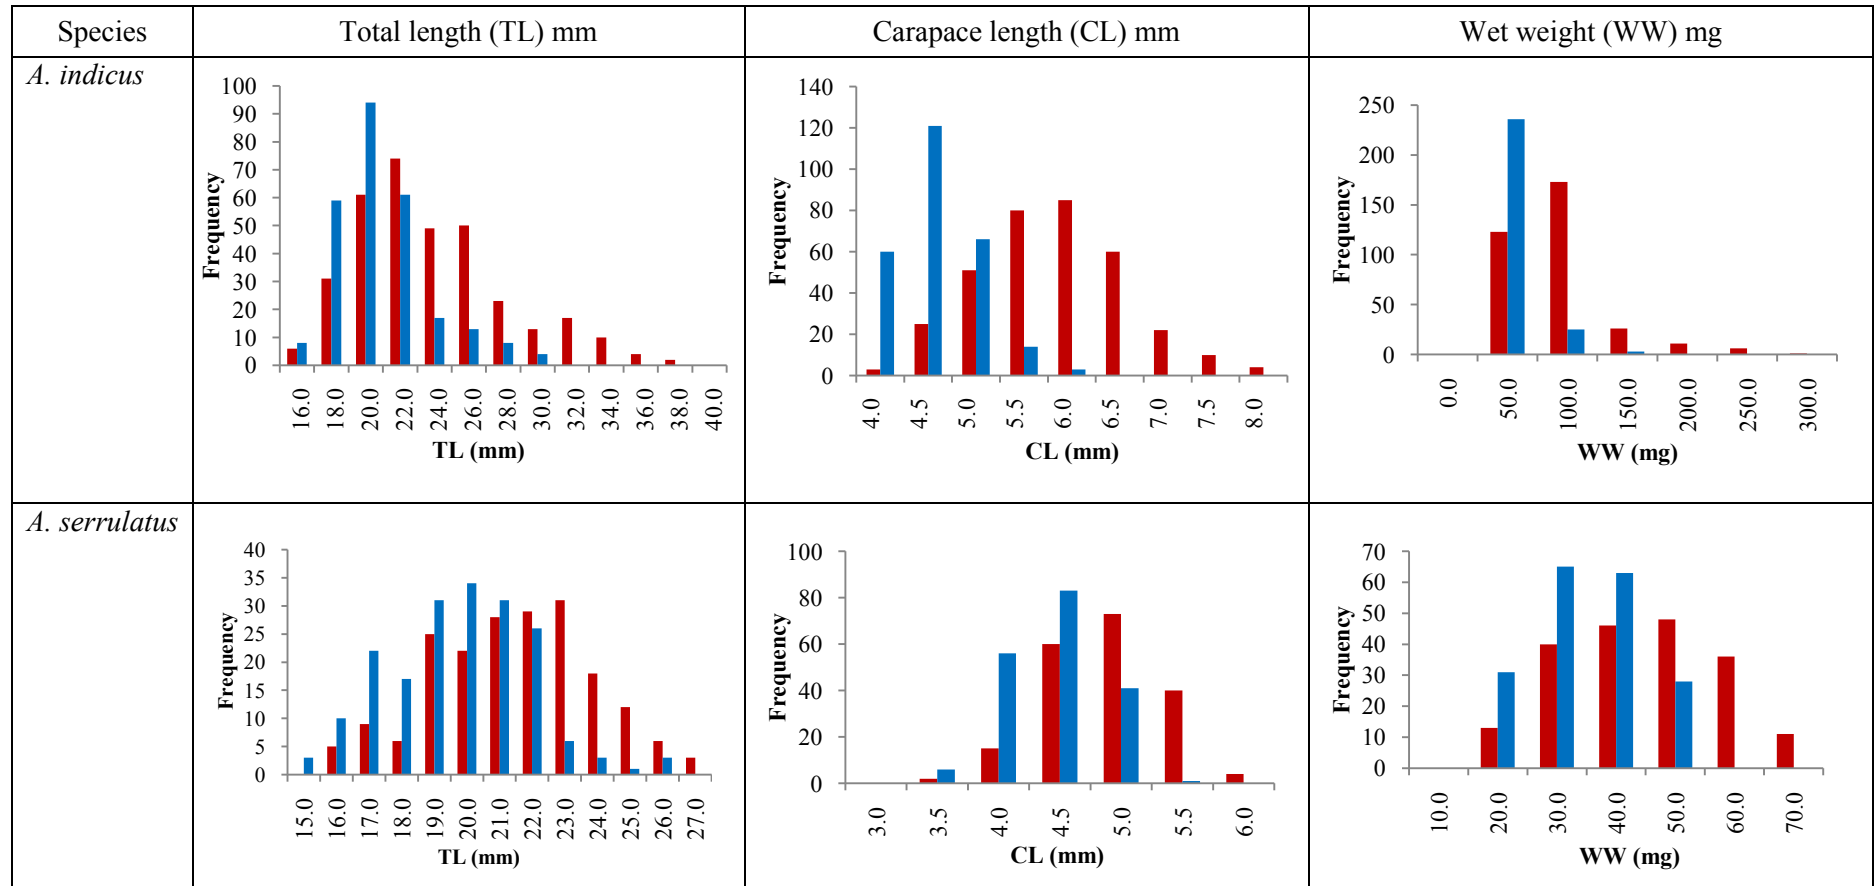 Species Total length (TL) mm Carapace length (CL) mm Wet weight (WW) mg
A. indicus
100
90
80
70
60
50
40
30
20
10
0
Frequency
16.0 18.0 20.0 22.0 24.0 26.0 28.0 30.0 32.0 34.0 36.0 38.0 40.0
TL (mm)
140
120
100
80
60
40
20
0
Frequency
4.0 4.5 5.0 5.5 6.0 6.5 7.0 7.5 8.0
CL (mm)
250
200
150
100
50
0
Frequency
0.0 50.0 100.0 150.0 200.0 250.0 300.0
WW (mg)
A. serrulatus
40
35
30
25
20
15
10
5
0
Frequency
15.0 16.0 17.0 18.0 19.0 20.0 21.0 22.0 23.0 24.0 25.0 26.0 27.0
TL (mm)
100
80
60
40
20
0
Frequency
3.0 3.5 4.0 4.5 5.0 5.5 6.0
CL (mm)
70
60
50
40
30
20
10
0
Frequency
10.0 20.0 30.0 40.0 50.0 60.0 70.0
WW (mg)